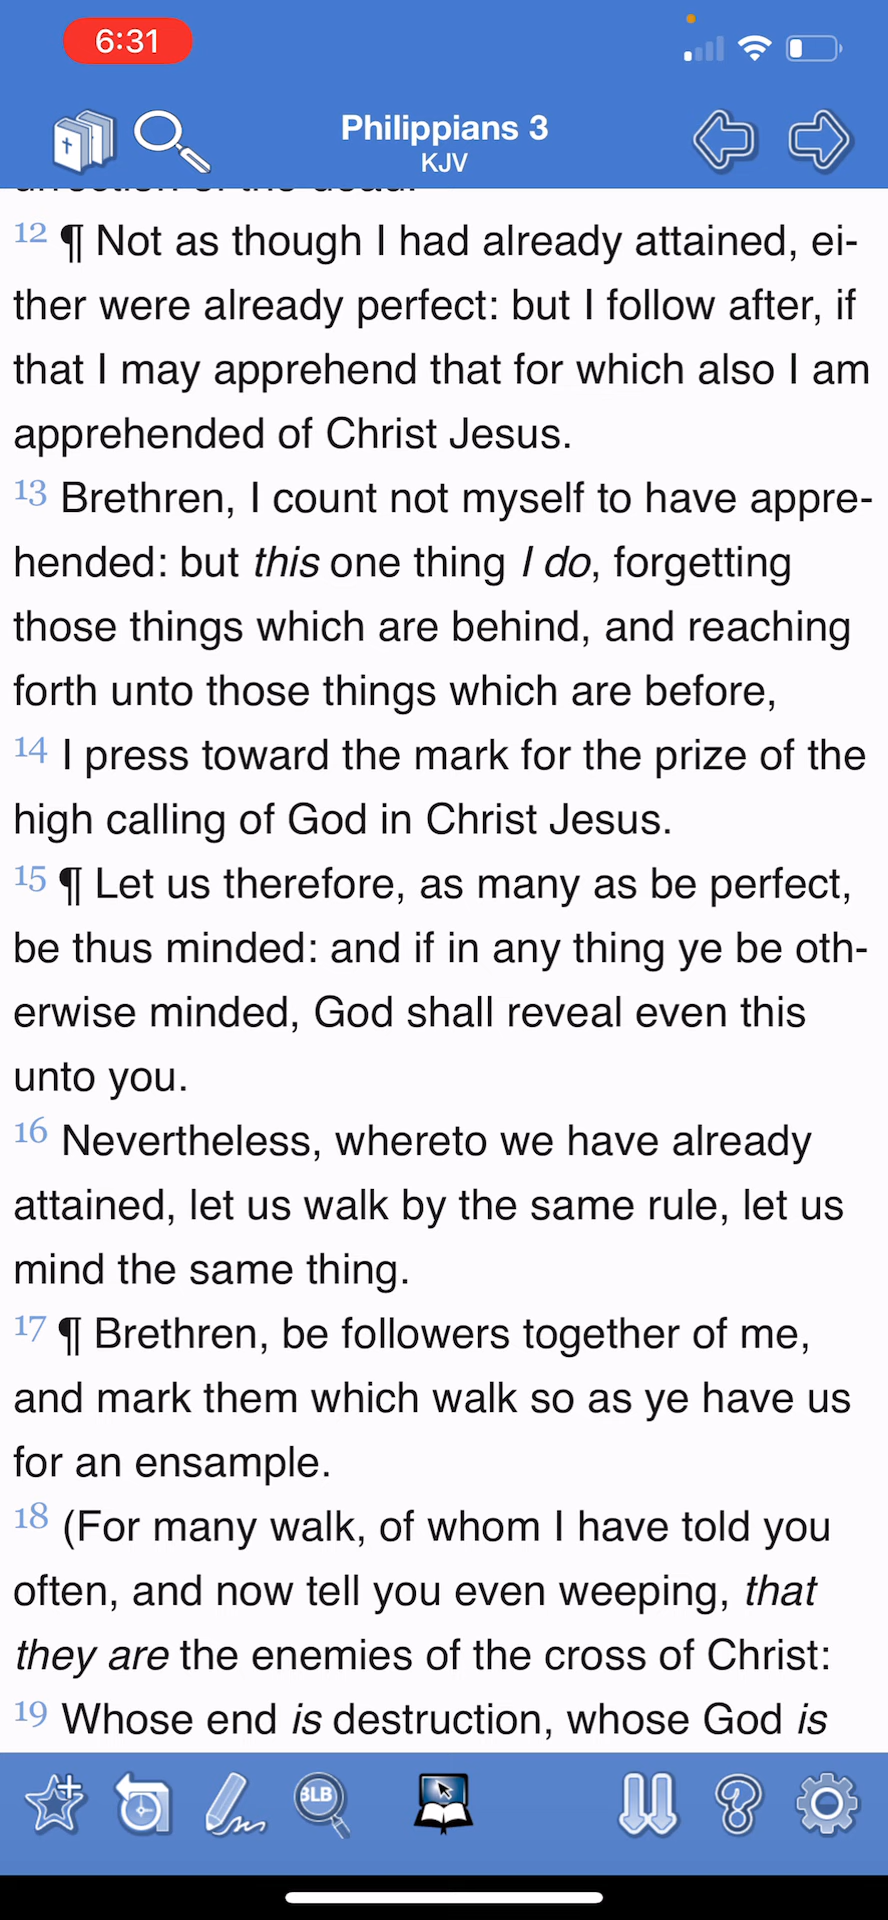 6:31
Philippians 3
KJV
urrection of the dead.
12 ¶ Not as though I had already attained, ei-
ther were already perfect: but I follow after, if
that I may apprehend that for which also I am
apprehended of Christ Jesus.
13 Brethren, I count not myself to have appre-
hended: but this one thing I do, forgetting
those things which are behind, and reaching
forth unto those things which are before,
14 I press toward the mark for the prize of the
high calling of God in Christ Jesus.
15 ¶ Let us therefore, as many as be perfect,
be thus minded: and if in any thing ye be oth-
erwise minded, God shall reveal even this
unto you.
16 Nevertheless, whereto we have already
attained, let us walk by the same rule, let us
mind the same thing.
17 ¶ Brethren, be followers together of me,
and mark them which walk so as ye have us
for an ensample.
18 (For many walk, of whom I have told you
often, and now tell you even weeping, that
they are the enemies of the cross of Christ:
19 Whose end is destruction, whose God is
BLB